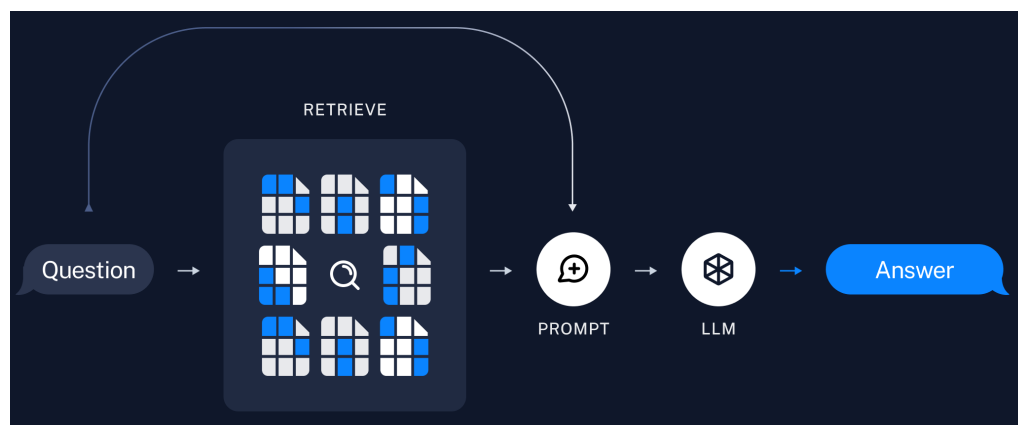 RETRIEVE
Question
PROMPT
LLM
Answer